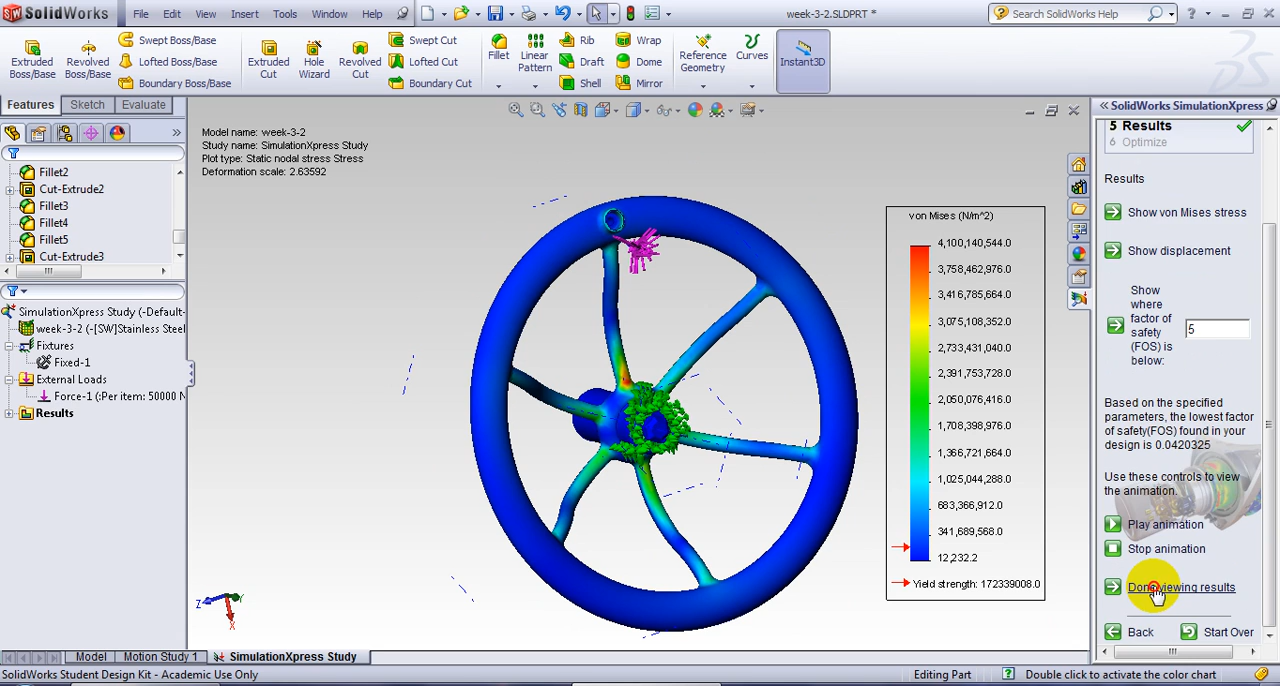 SolidWorks
File Edit View Insert Tools Window Help
week-3-2.SLDPRT *
Search SolidWorks Help
Extruded Boss/Base
Revolved Boss/Base
Swept Boss/Base
Lofted Boss/Base
Boundary Boss/Base
Extruded Cut
Hole Wizard
Revolved Cut
Swept Cut
Lofted Cut
Boundary Cut
Fillet
Linear Pattern
Rib
Draft
Shell
Wrap
Dome
Mirror
Reference Geometry
Curves
Instant3D
Features Sketch Evaluate
Fillet2
Cut-Extrude2
Fillet3
Fillet4
Fillet5
Cut-Extrude3
SimulationXpress Study (-Default-
week-3-2 (-[SW]Stainless Steel
Fixtures
Fixed-1
External Loads
Force-1 (:Per item: 50000 N
Results
Model name: week-3-2
Study name: SimulationXpress Study
Plot type: Static nodal stress Stress
Deformation scale: 2.63592
von Mises (N/m^2)
4,100,140,544.0
3,758,462,976.0
3,416,785,664.0
3,075,108,352.0
2,733,431,040.0
2,391,753,728.0
2,050,076,416.0
1,708,398,976.0
1,366,721,664.0
1,025,044,288.0
683,366,912.0
341,689,568.0
12,232.2
Yield strength: 172339008.0
Z
Y
X
SolidWorks SimulationXpress
5 Results
6 Optimize
Results
Show von Mises stress
Show displacement
Show
where
factor of
safety
(FOS) is
below:
5
Based on the specified
parameters, the lowest factor
of safety(FOS) found in your
design is 0.0420325
Use these controls to view
the animation.
Play animation
Stop animation
Done viewing results
Back Start Over
Model Motion Study 1 SimulationXpress Study
SolidWorks Student Design Kit - Academic Use Only
Editing Part
Double click to activate the color chart